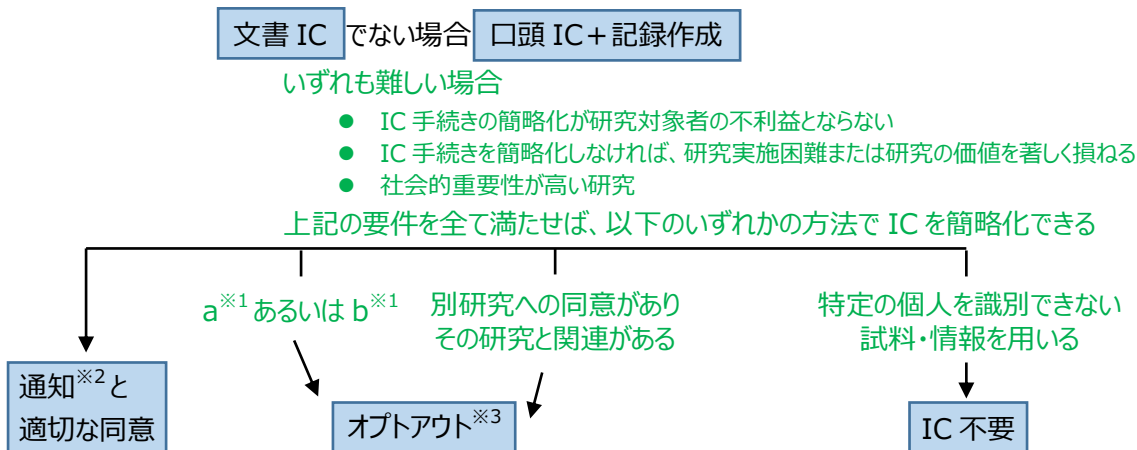 文書 IC でない場合 口頭 IC＋記録作成
いずれも難しい場合
● IC 手続きの簡略化が研究対象者の不利益とならない
● IC 手続きを簡略化しなければ、研究実施困難または研究の価値を著しく損ねる
● 社会的重要性が高い研究
上記の要件を全て満たせば、以下のいずれかの方法で IC を簡略化できる
a※1 あるいは b※1
別研究への同意があり
その研究と関連がある
特定の個人を識別できない
試料・情報を用いる
通知※2 と
適切な同意
オプトアウト※3
IC 不要